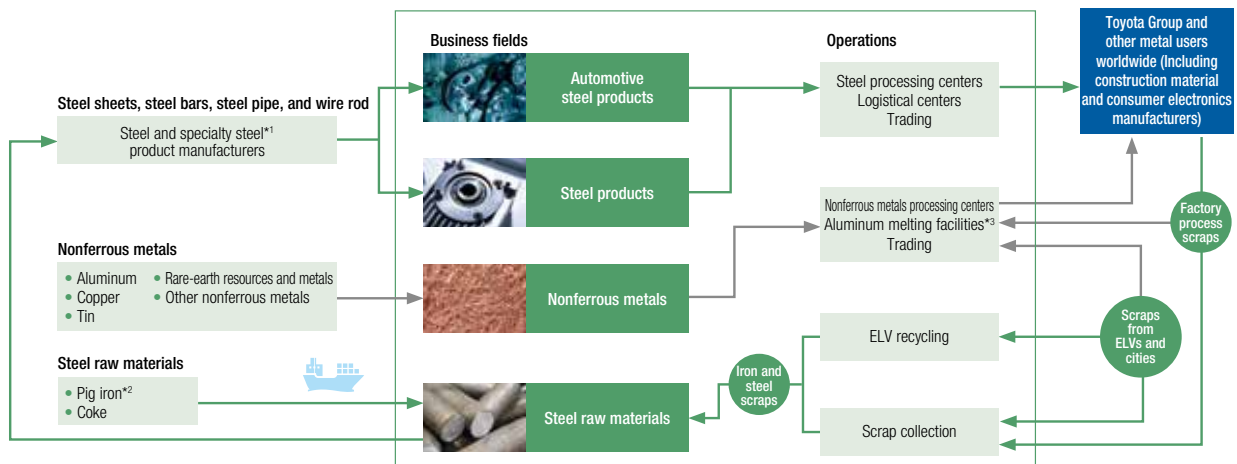 Business fields
Operations
Toyota Group and
other metal users
worldwide (Including
construction material
and consumer electronics
manufacturers)
Steel sheets, steel bars, steel pipe, and wire rod
Steel and specialty steel*1
product manufacturers
Automotive
steel products
Steel products
Steel processing centers
Logistical centers
Trading
Nonferrous metals
• Aluminum
• Copper
• Tin
• Rare-earth resources and metals
• Other nonferrous metals
Nonferrous metals
Nonferrous metals processing centers
Aluminum melting facilities*3
Trading
Factory
process
scraps
Steel raw materials
• Pig iron*2
• Coke
Steel raw materials
Iron and
steel
scraps
ELV recycling
Scrap collection
Scraps
from
ELVs and
cities